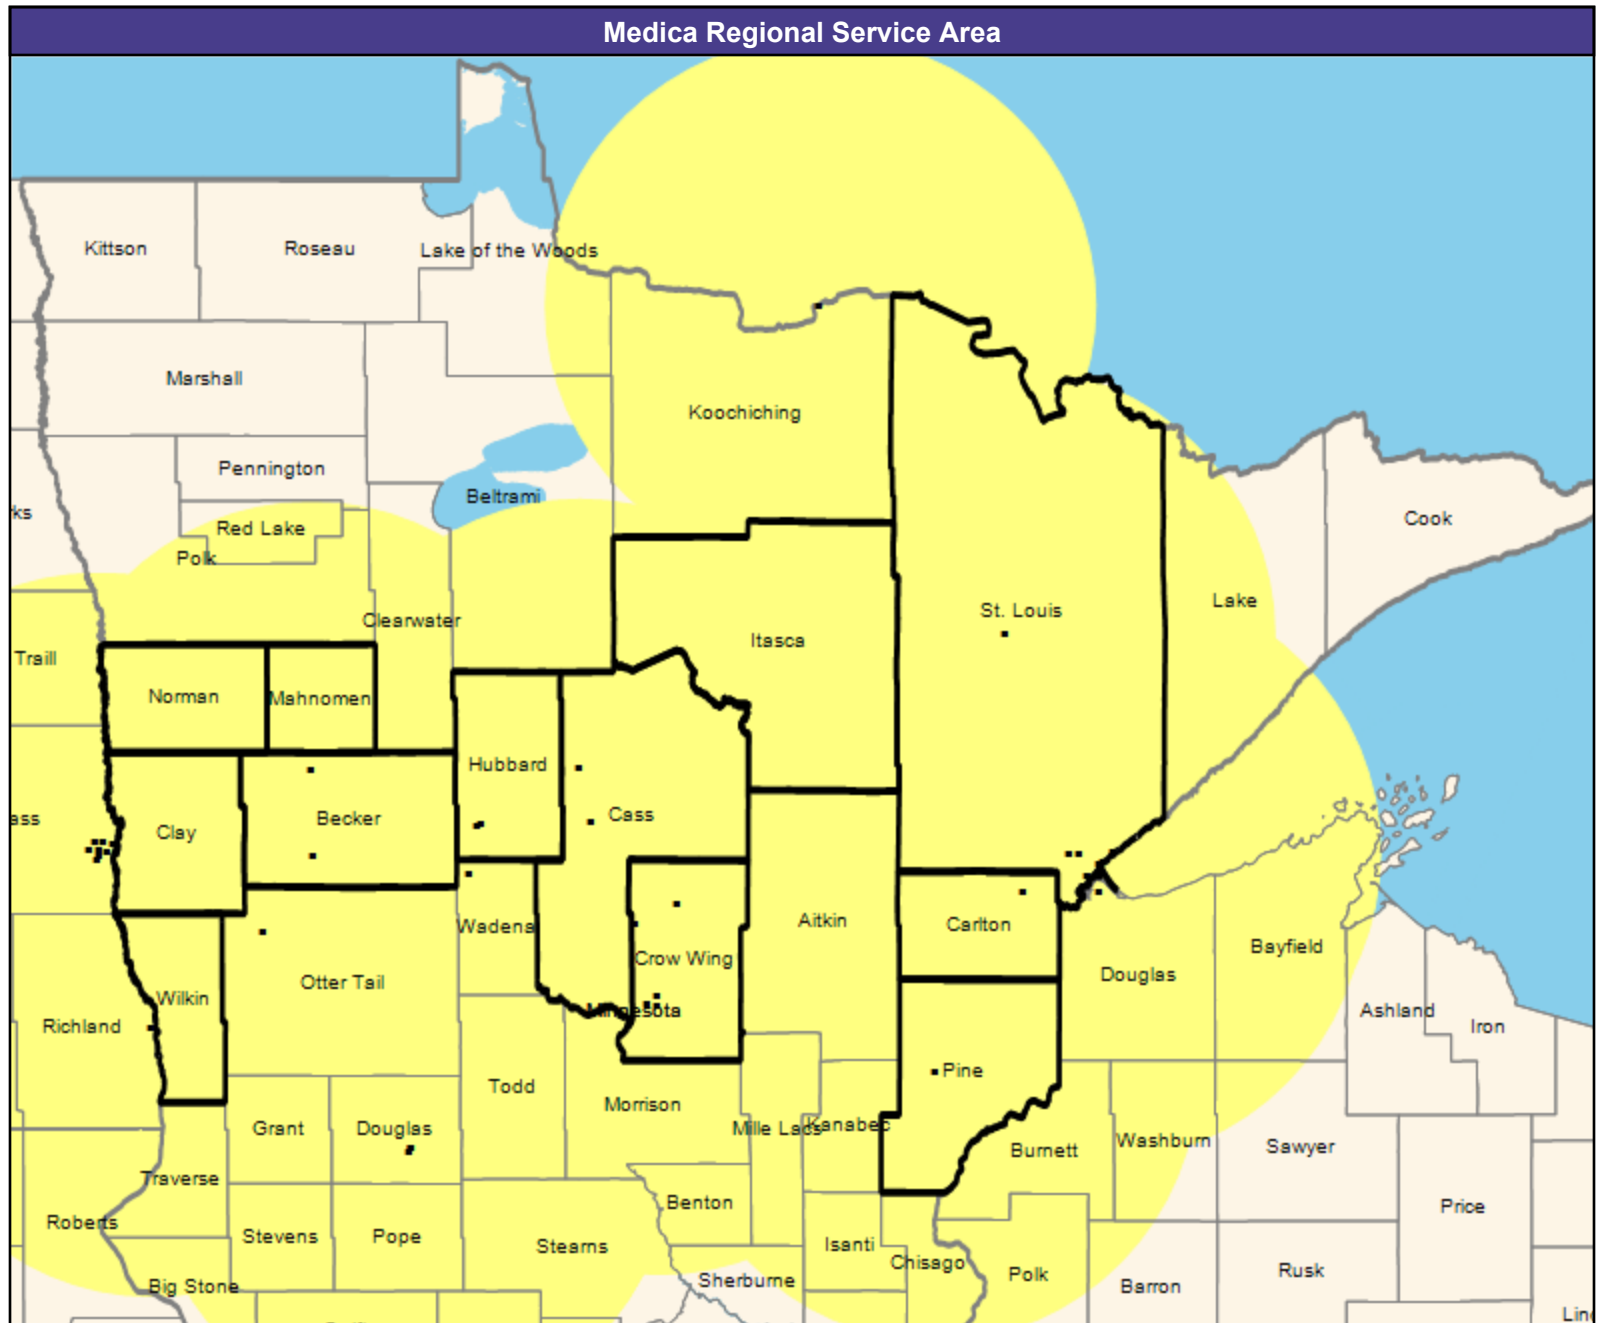 Medica Regional Service Area
Kittson
Roseau
Lake of the Woods
Marshall
Koochiching
Pennington
Beltrami
ks
Red Lake
Cook
Polk
St. Louis
Lake
Clearwater
Itasca
Traill
Norman
Mahnomen
Hubbard
Cass
ass
Clay
Becker
Aitkin
Wadena
Carlton
Crow Wing
Bayfield
Douglas
Otter Tail
Wilkin
Minnesota
Ashland
Richland
Iron
Pine
Todd
Morrison
Grant
Douglas
Mille Lacs
Kanabec
Burnett
Washburn
Sawyer
Traverse
Benton
Price
Roberts
Stevens
Pope
Stearns
Isanti
Chisago
Polk
Rusk
Sherburne
Big Stone
Barron
Lin